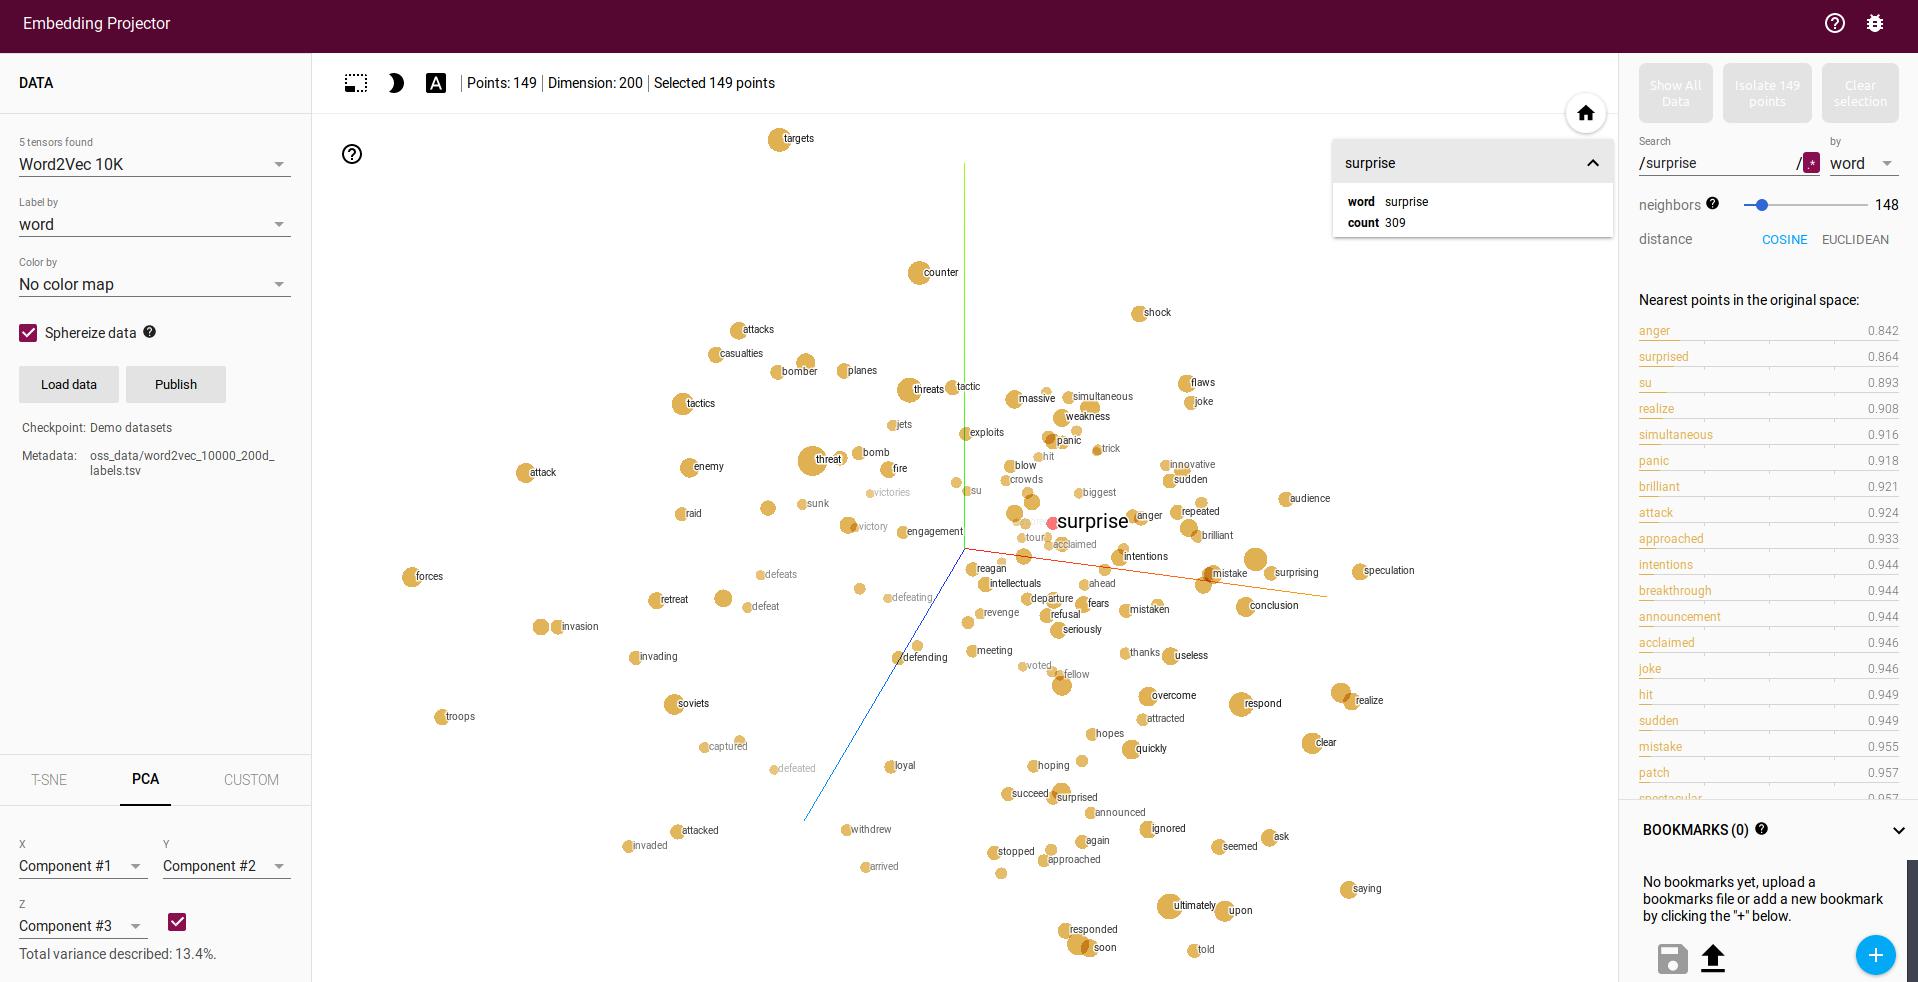 Embedding Projector
DATA
5 tensors found
Word2Vec 10K
Label by
word
Color by
No color map
Sphereize data
Load data
Publish
Checkpoint: Demo datasets
Metadata: oss_data/word2vec_10000_200d_
labels.tsv
T-SNE
PCA
CUSTOM
X
Component #1
Y
Component #2
Z
Component #3
Total variance described: 13.4%.
A
Points: 149
Dimension: 200
Selected 149 points
targets
counter
shock
attacks
casualties
bomber
planes
threats
tactic
massive
simultaneous
flaws
joke
tactics
weakness
jets
exploits
panic
trick
hit
threat
bomb
fire
blow
innovative
enemy
attack
crowds
sudden
victories
su
biggest
audience
raid
sunk
surprise
anger
repeated
victory
engagement
brilliant
tour
acclaimed
intentions
reagan
mistake
surprising
speculation
forces
defeats
intellectuals
ahead
retreat
defeat
defeating
departure
fears
mistaken
conclusion
revenge
refusal
invasion
seriously
invading
defending
meeting
thanks
useless
voted
fellow
soviets
overcome
respond
realize
troops
attracted
captured
hopes
quickly
clear
defeated
loyal
hoping
succeed
surprised
announced
attacked
withdrew
ignored
ask
invaded
again
seemed
stopped
approached
arrived
saying
ultimately
upon
responded
soon
told
surprise
word surprise
count 309
Show All
Data
Isolate 149
points
Clear
selection
Search
/surprise
/
.*
by
word
neighbors
148
distance
COSINE
EUCLIDEAN
Nearest points in the original space:
anger 0.842
surprised 0.864
su 0.893
realize 0.908
simultaneous 0.916
panic 0.918
brilliant 0.921
attack 0.924
approached 0.933
intentions 0.944
breakthrough 0.944
announcement 0.944
acclaimed 0.946
joke 0.946
hit 0.949
sudden 0.949
mistake 0.955
patch 0.957
spectacular 0.957
BOOKMARKS (0)
No bookmarks yet, upload a
bookmarks file or add a new bookmark
by clicking the "+" below.